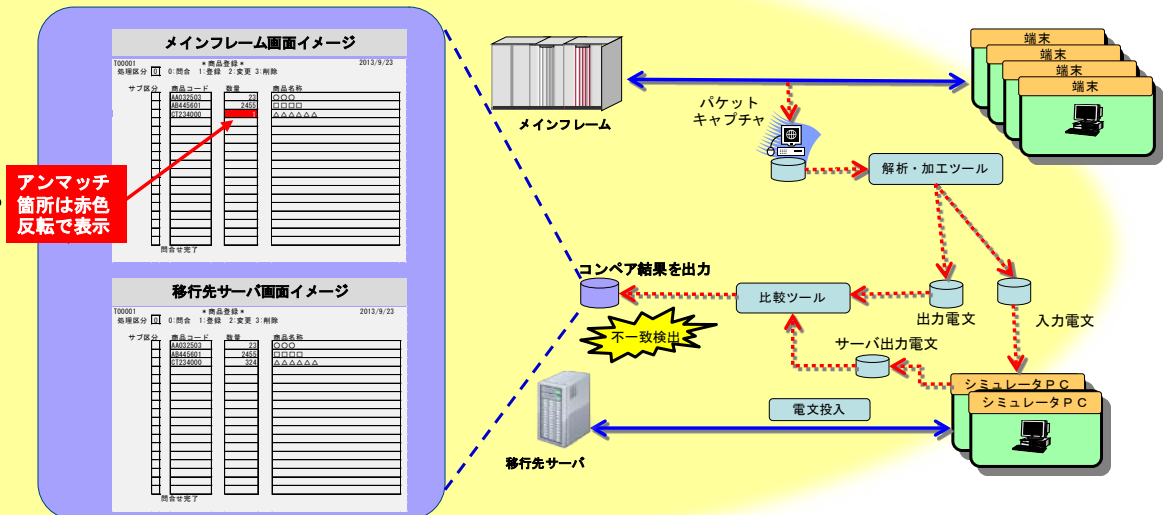 メインフレーム画面イメージ
T00001 *商品登録* 2013/9/23
処理区分 0 0:問合 1:登録 2:変更 3:削除
サブ区分 商品コード 数量 商品名称
AA032503 23 ○○○
AB445601 2455 □□□□
CT234000 1 △△△△△△
問合せ完了
アンマッチ
箇所は赤色
反転で表示
移行先サーバ画面イメージ
T00001 *商品登録* 2013/9/23
処理区分 0 0:問合 1:登録 2:変更 3:削除
サブ区分 商品コード 数量 商品名称
AA032503 23 ○○○
AB445601 2455 □□□□
CT234000 324 △△△△△△
問合せ完了
メインフレーム
パケット
キャプチャ
端末
端末
端末
端末
解析・加工ツール
コンペア結果を出力
比較ツール
出力電文
入力電文
不一致検出
サーバ出力電文
シミュレータPC
シミュレータPC
電文投入
移行先サーバ